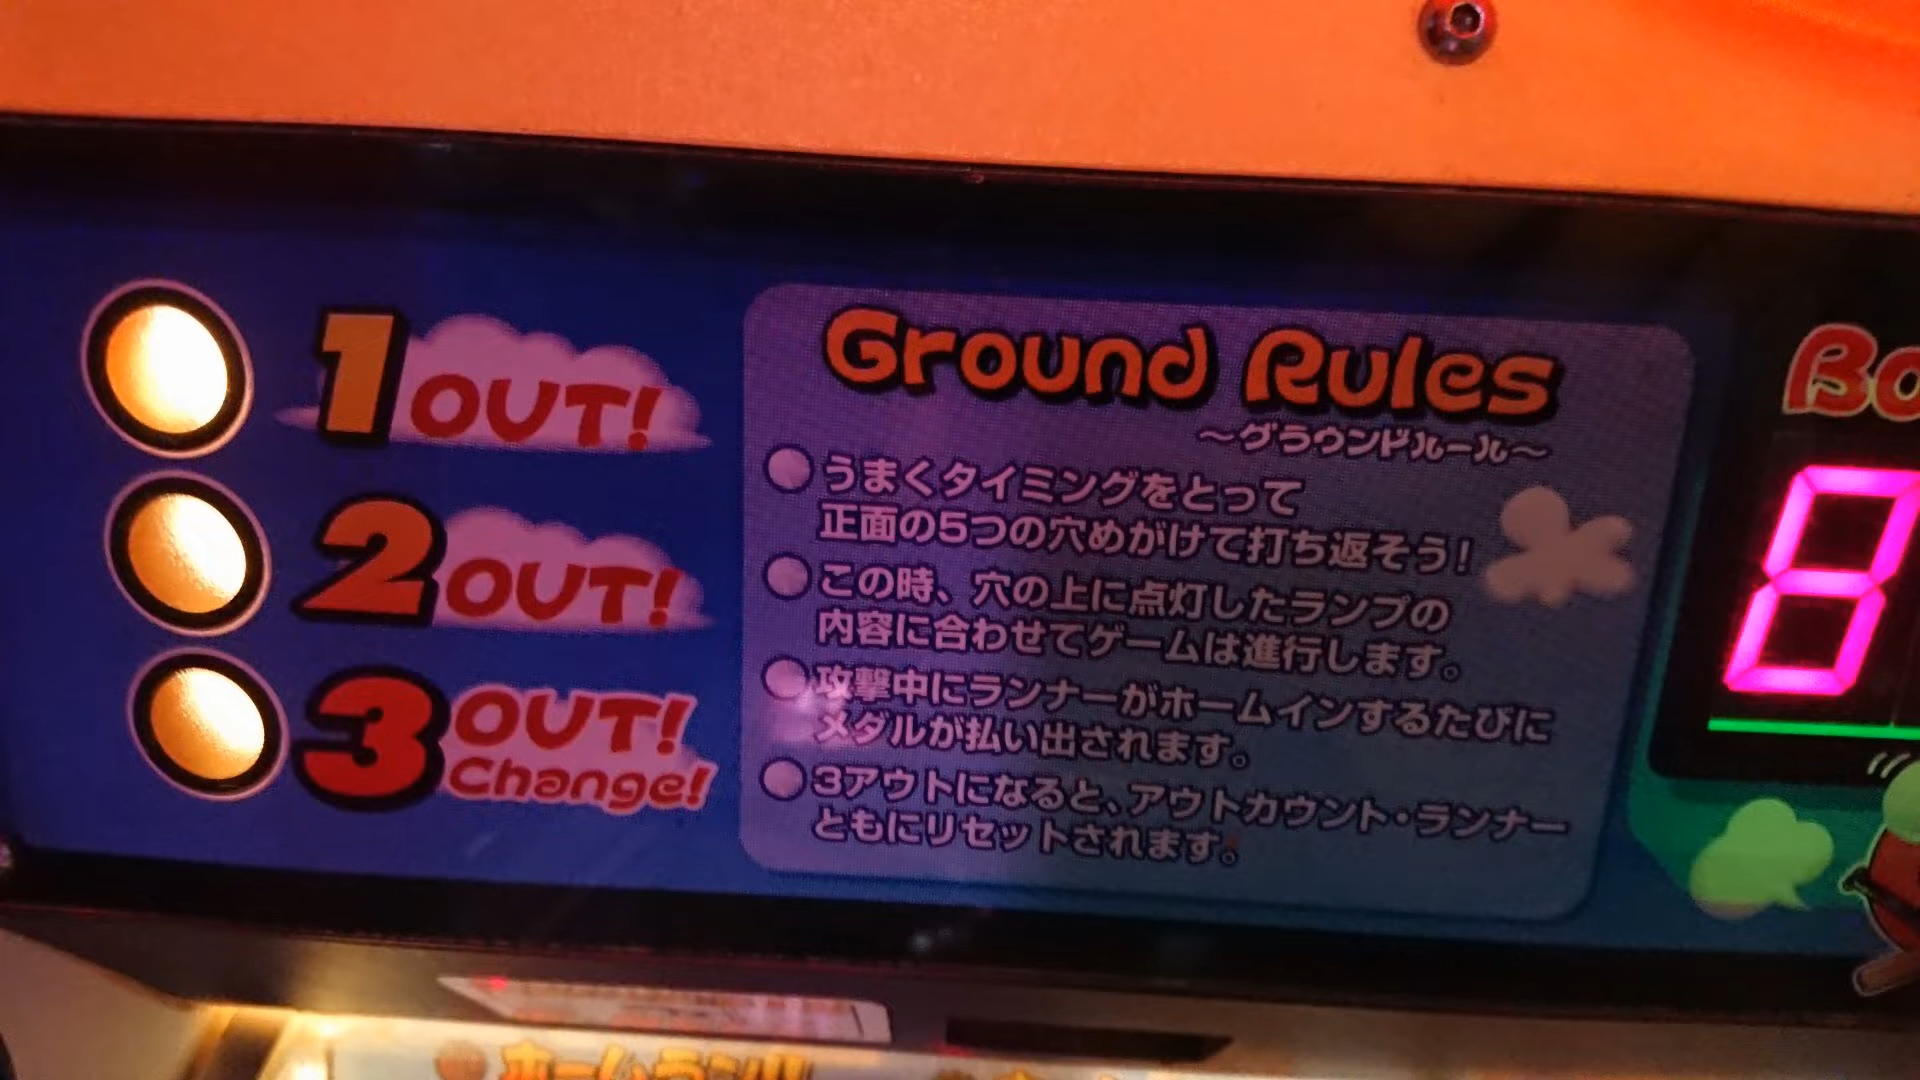 1 OUT!
2 OUT!
3 OUT!
Change!
Ground Rules
～グラウンドルール～
●うまくタイミングをとって
正面の5つの穴めがけて打ち返そう!
●この時、穴の上に点灯したランプの
内容に合わせてゲームは進行します。
●攻撃中にランナーがホームインするたびに
メダルが払い出されます。
●3アウトになると、アウトカウント・ランナー
ともにリセットされます。
Bo
8
ホームラン!!